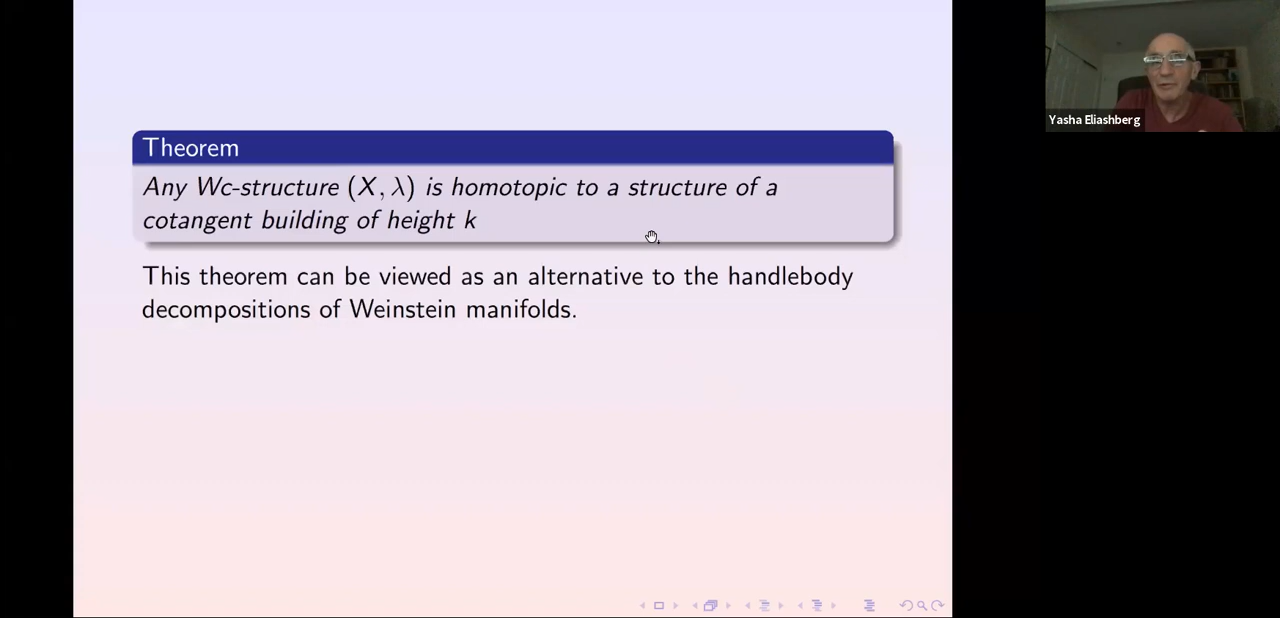 Theorem
Any Wc-structure (X, λ) is homotopic to a structure of a
cotangent building of height k
This theorem can be viewed as an alternative to the handlebody
decompositions of Weinstein manifolds.
Yasha Eliashberg